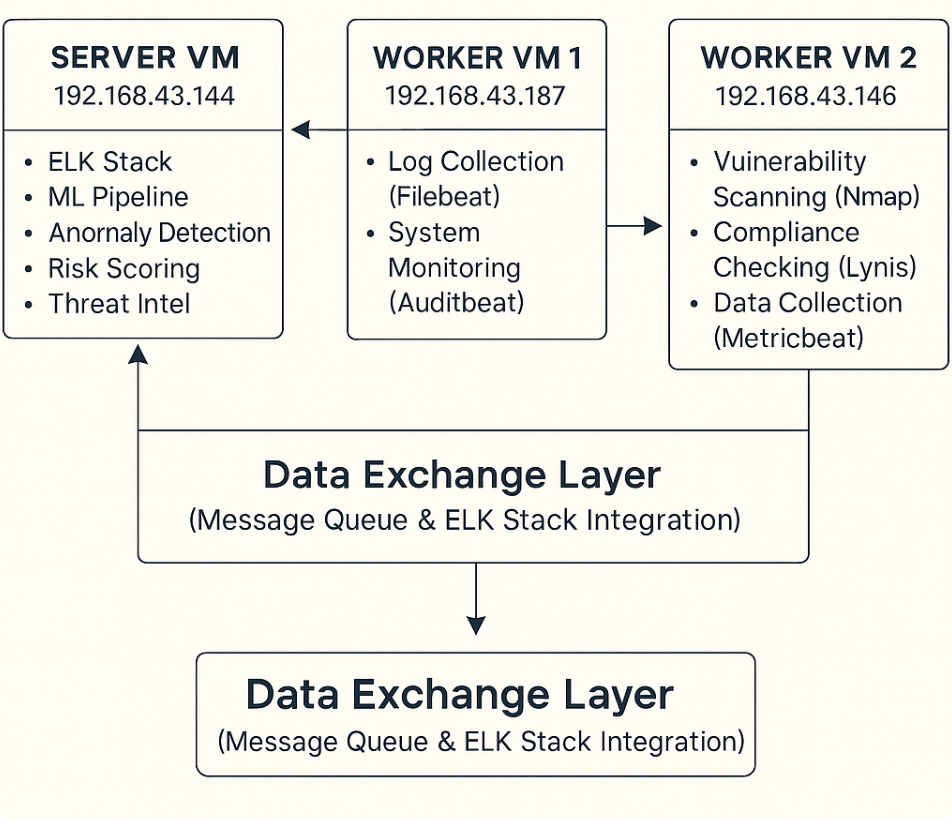 SERVER VM
192.168.43.144
• ELK Stack
• ML Pipeline
• Anornaly Detection
• Risk Scoring
• Threat Intel
WORKER VM 1
192.168.43.187
• Log Collection
(Filebeat)
• System
Monitoring
(Auditbeat)
WORKER VM 2
192.168.43.146
• Vuinerability
Scanning (Nmap)
• Compliance
Checking (Lynis)
• Data Collection
(Metricbeat)
Data Exchange Layer
(Message Queue & ELK Stack Integration)
Data Exchange Layer
(Message Queue & ELK Stack Integration)